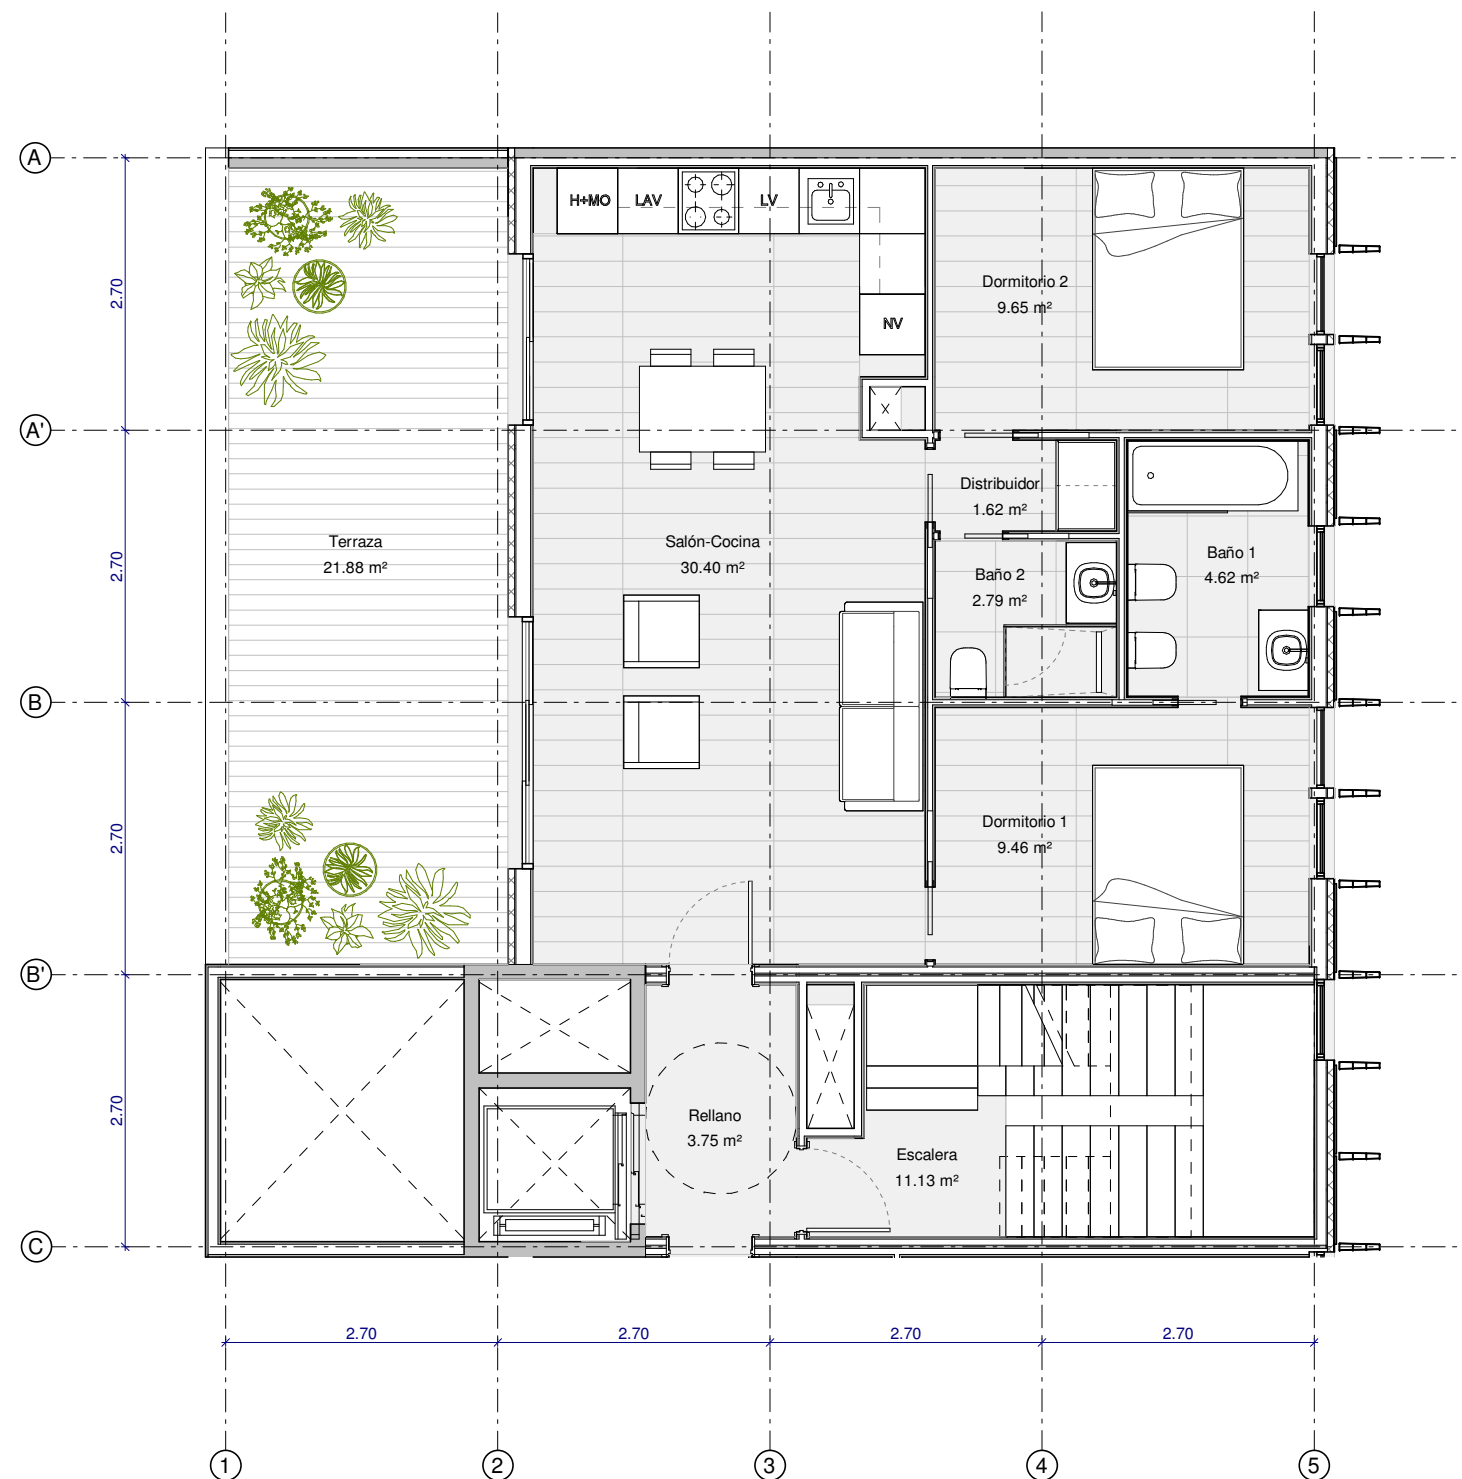 A
H+MO
LAV
LV
NV
Dormitorio 2
9.65 m²
2.70
A'
Distribuidor
1.62 m²
Terraza
21.88 m²
Salón-Cocina
30.40 m²
Baño 1
4.62 m²
Baño 2
2.79 m²
2.70
B
Dormitorio 1
9.46 m²
2.70
B'
Rellano
3.75 m²
Escalera
11.13 m²
2.70
C
2.70
2.70
2.70
2.70
1
2
3
4
5